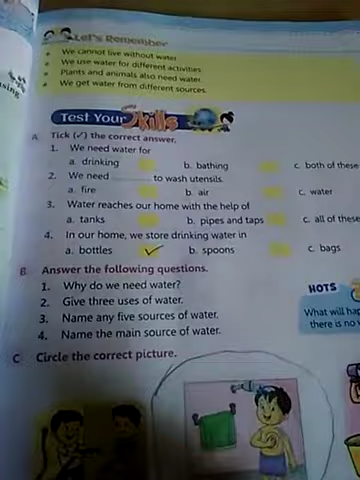 Let's Remember
We cannot live without water.
We use water for different activities.
Plants and animals also need water.
We get water from different sources.
Test Your Skills
A. Tick (✓) the correct answer.
1. We need water for
a. drinking b. bathing c. both of these
2. We need ______ to wash utensils.
a. fire b. air c. water
3. Water reaches our home with the help of
a. tanks b. pipes and taps c. all of these
4. In our home, we store drinking water in
a. bottles ✓ b. spoons c. bags
B. Answer the following questions.
1. Why do we need water?
2. Give three uses of water.
3. Name any five sources of water.
4. Name the main source of water.
HOTS
What will hap
there is no
C Circle the correct picture.